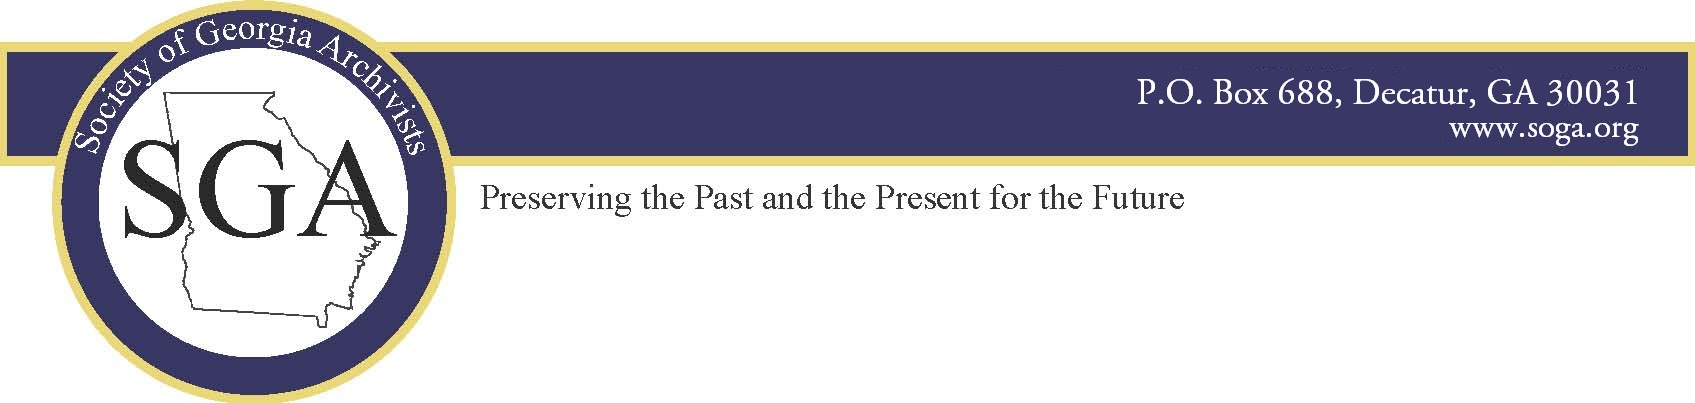 Society of Georgia Archivists
SGA
P.O. Box 688, Decatur, GA 30031
www.soga.org
Preserving the Past and the Present for the Future